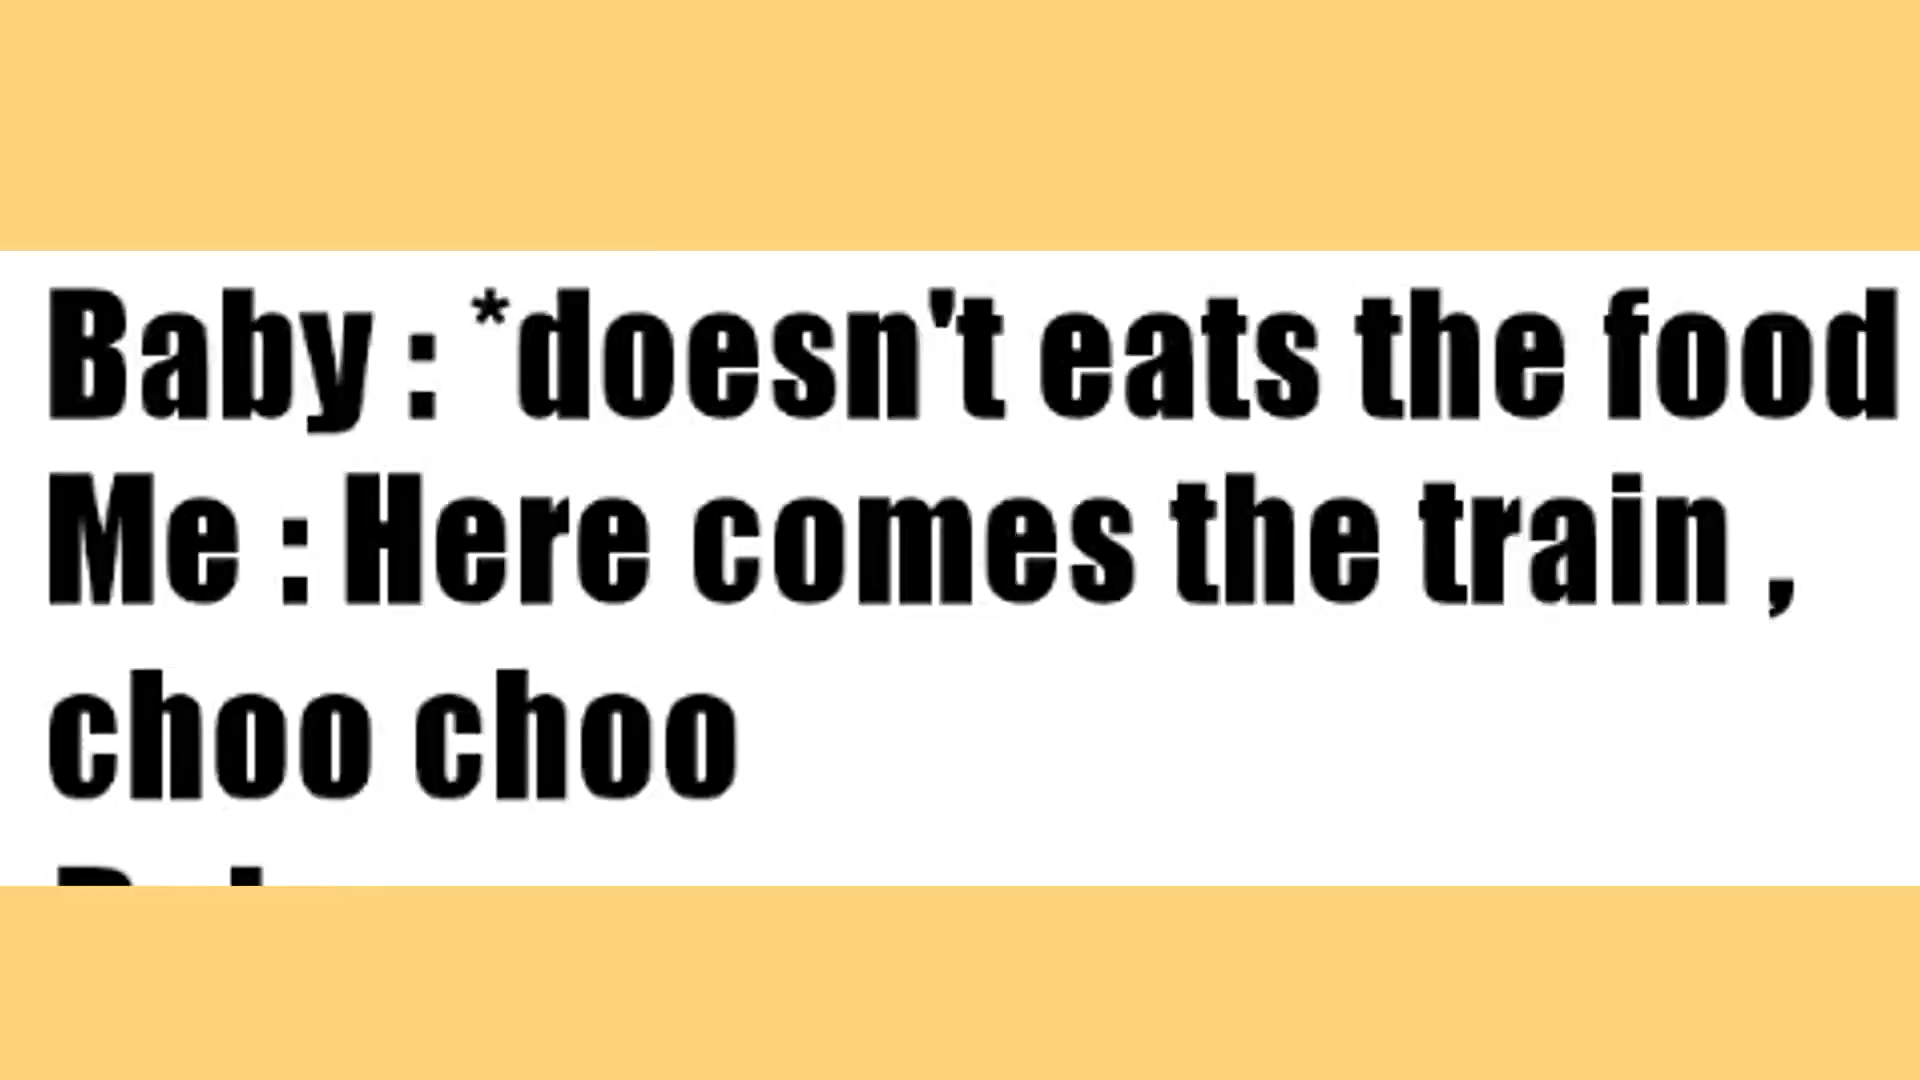 Baby : *doesn't eats the food
Me : Here comes the train ,
choo choo